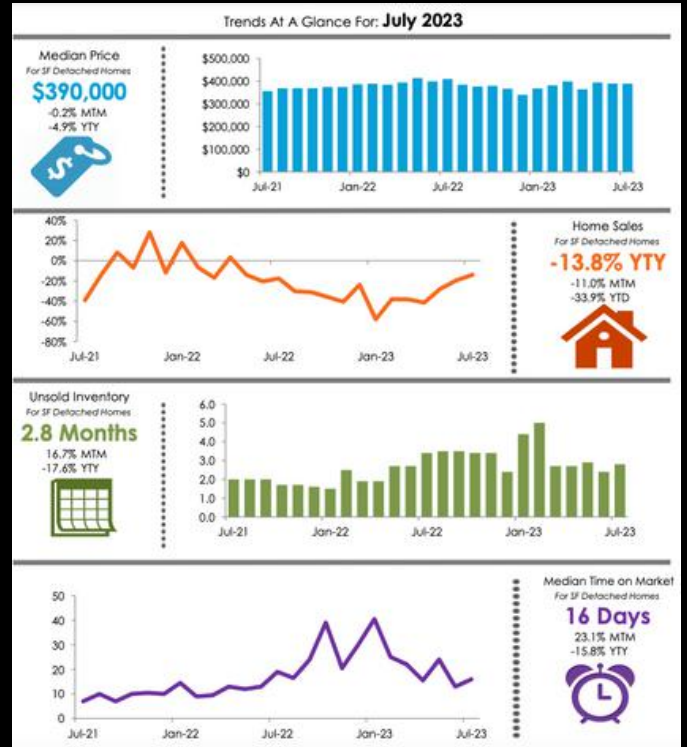 Trends At A Glance For: July 2023
Median Price
For SF Detached Homes
$390,000
-0.2% MTM
-4.9% YTY
$
$500,000
$400,000
$300,000
$200,000
$100,000
$0
Jul-21 Jan-22 Jul-22 Jan-23 Jul-23
40%
20%
0%
-20%
-40%
-60%
-80%
Jul-21 Jan-22 Jul-22 Jan-23 Jul-23
Home Sales
For SF Detached Homes
-13.8% YTY
-11.0% MTM
-33.9% YTD
Unsold Inventory
For SF Detached Homes
2.8 Months
16.7% MTM
-17.6% YTY
6.0
5.0
4.0
3.0
2.0
1.0
0.0
Jul-21 Jan-22 Jul-22 Jan-23 Jul-23
50
40
30
20
10
0
Jul-21 Jan-22 Jul-22 Jan-23 Jul-23
Median Time on Market
For SF Detached Homes
16 Days
23.1% MTM
-15.8% YTY